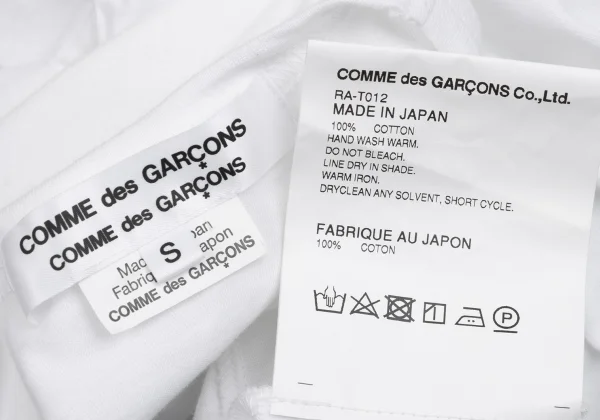 COMME des GARÇONS
COMME des GARÇONS
S
Fabriq
COMME des GARÇONS
COMME des GARÇONS Co.,Ltd.
RA-T012
MADE IN JAPAN
100% COTTON
HAND WASH WARM.
DO NOT BLEACH.
LINE DRY IN SHADE.
WARM IRON.
DRYCLEAN ANY SOLVENT, SHORT CYCLE.
FABRIQUE AU JAPON
100% COTON
P